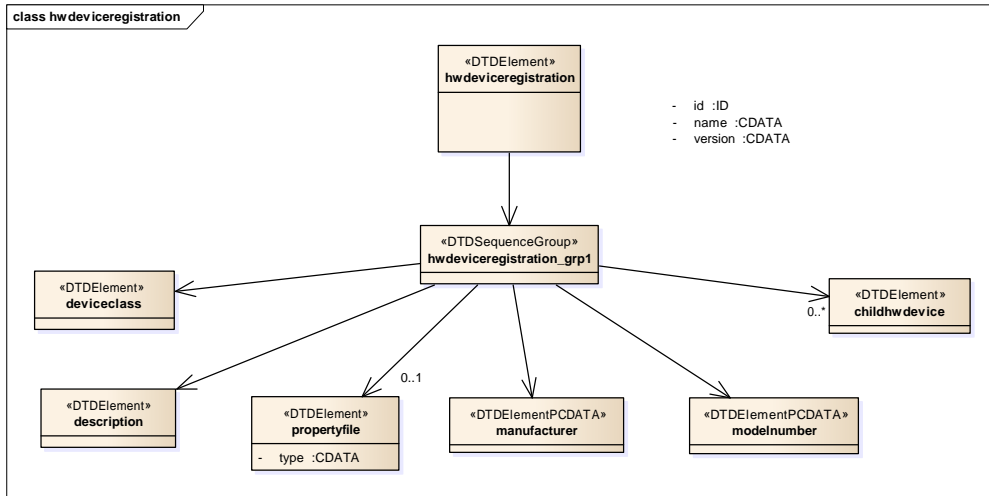 class hwdeviceregistration
«DTDElement»
hwdeviceregistration
- id :ID
- name :CDATA
- version :CDATA
«DTDSequenceGroup»
hwdeviceregistration_grp1
«DTDElement»
deviceclass
«DTDElement»
childhwdevice
0..*
0..1
«DTDElement»
description
«DTDElement»
propertyfile
- type :CDATA
«DTDElementPCDATA»
manufacturer
«DTDElementPCDATA»
modelnumber